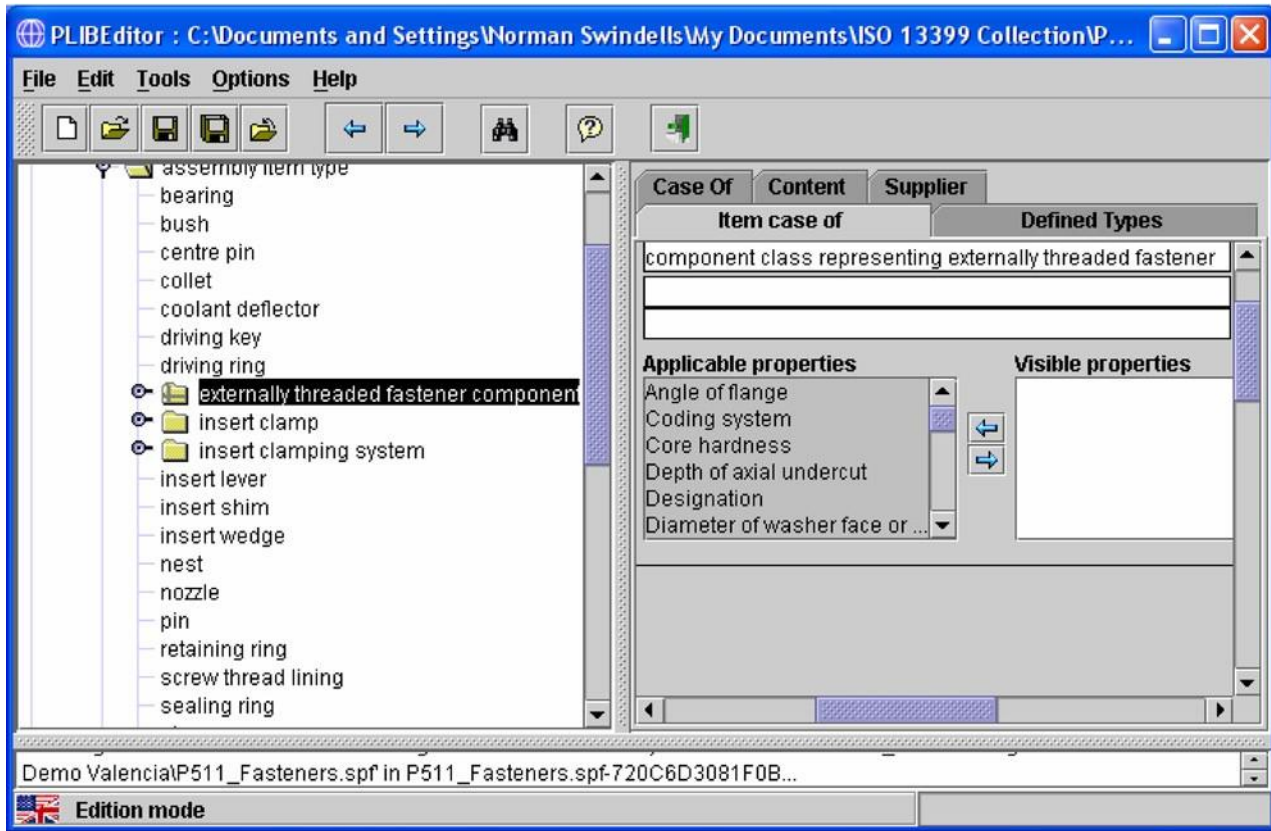 PLIBEditor : C:\Documents and Settings\Norman Swindells\My Documents\ISO 13399 Collection\P...
File Edit Tools Options Help
assembly item type
bearing
bush
centre pin
collet
coolant deflector
driving key
driving ring
externally threaded fastener component
insert clamp
insert clamping system
insert lever
insert shim
insert wedge
nest
nozzle
pin
retaining ring
screw thread lining
sealing ring
Case Of Content Supplier
Item case of Defined Types
component class representing externally threaded fastener
Applicable properties Visible properties
Angle of flange
Coding system
Core hardness
Depth of axial undercut
Designation
Diameter of washer face or ...
Demo Valencia\P511_Fasteners.spf' in P511_Fasteners.spf-720C6D3081F0B...
Edition mode